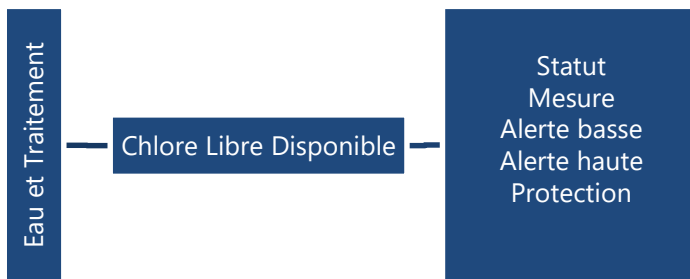 Eau et Traitement
Chlore Libre Disponible
Statut
Mesure
Alerte basse
Alerte haute
Protection